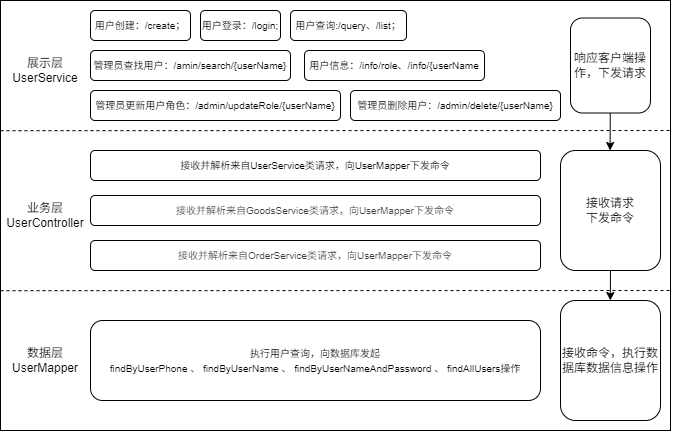 用户创建：/create；
用户登录：/login;
用户查询:/query、/list；
展示层
UserService
管理员查找用户：/amin/search/{userName}
用户信息：/info/role、/info/{userName
管理员更新用户角色：/admin/updateRole/{userName}
管理员删除用户：/admin/delete/{userName}
响应客户端操
作，下发请求
业务层
UserController
接收并解析来自UserService类请求，向UserMapper下发命令
接收并解析来自GoodsService类请求，向UserMapper下发命令
接收并解析来自OrderService类请求，向UserMapper下发命令
接收请求
下发命令
数据层
UserMapper
执行用户查询，向数据库发起
findByUserPhone 、 findByUserName 、 findByUserNameAndPassword 、 findAllUsers操作
接收命令，执行数
据库数据信息操作